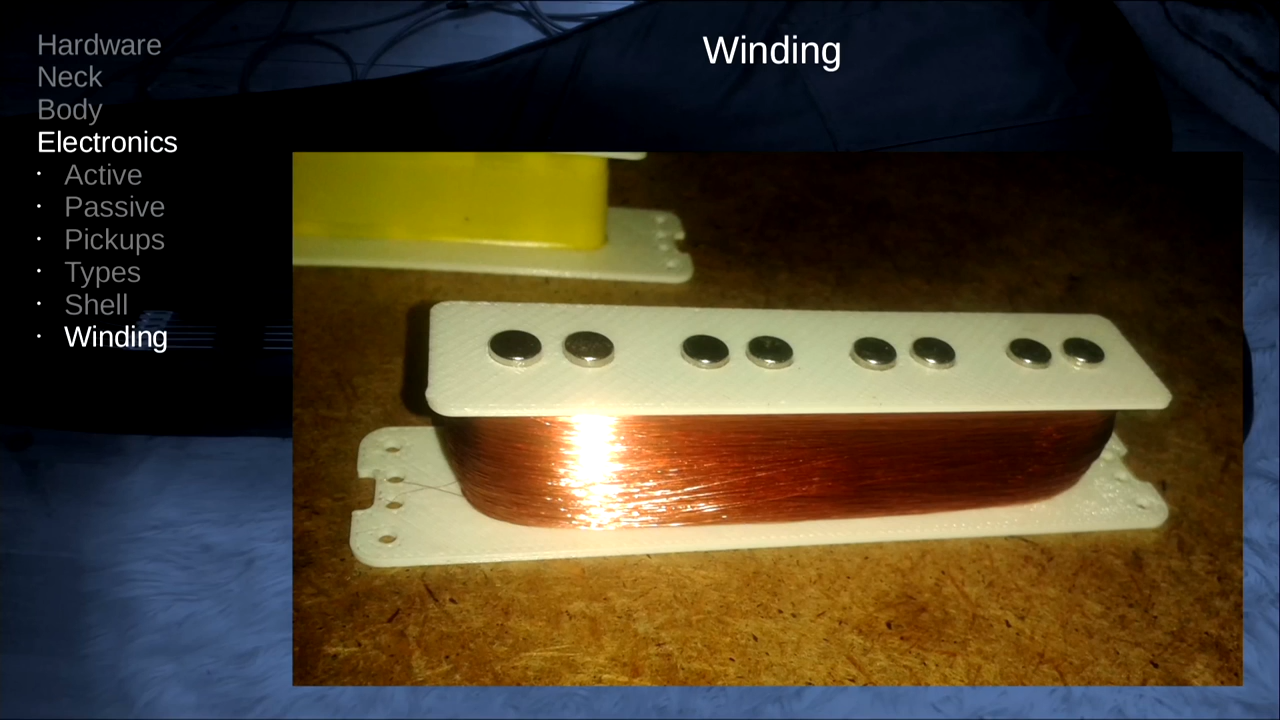 Winding
Hardware
Neck
Body
Electronics
· Active
· Passive
· Pickups
· Types
· Shell
· Winding